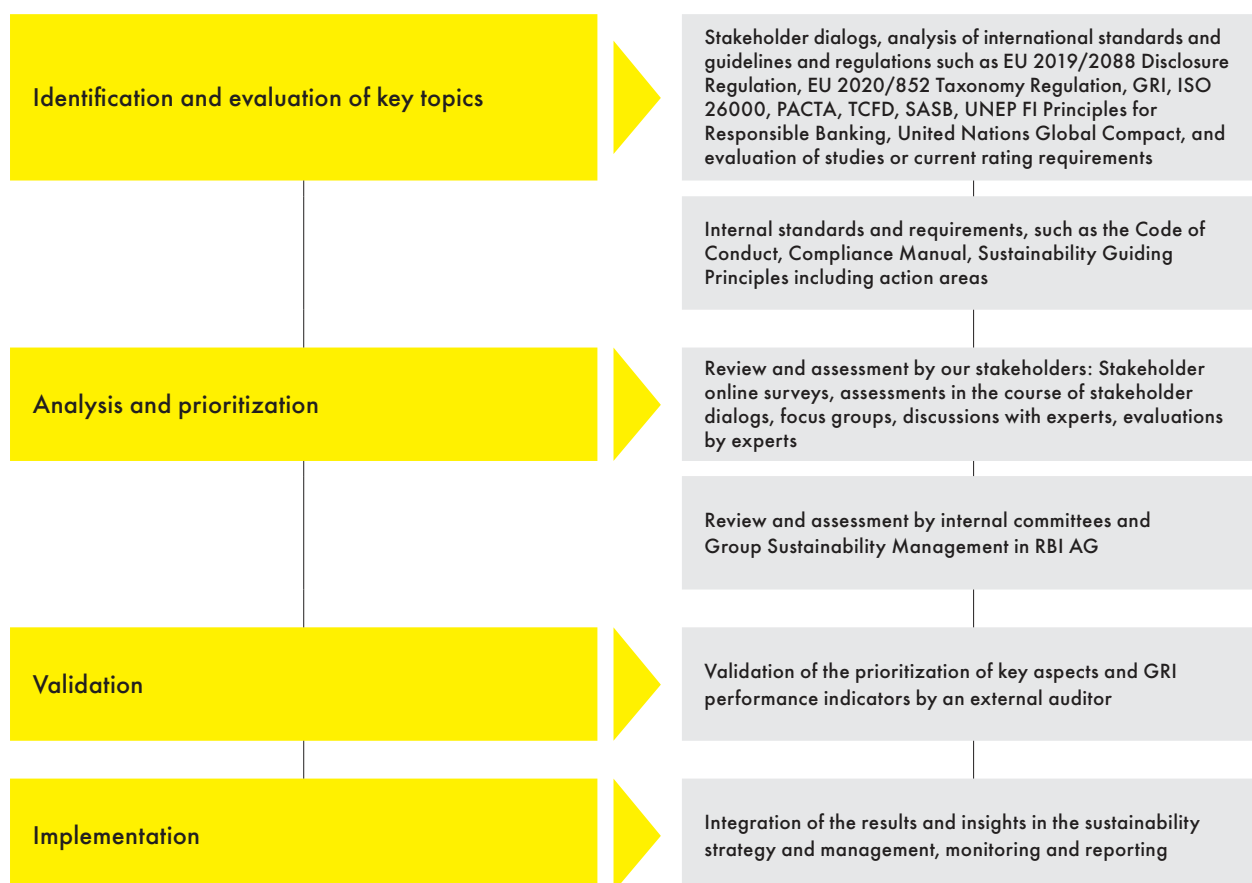 Identification and evaluation of key topics
Stakeholder dialogs, analysis of international standards and
guidelines and regulations such as EU 2019/2088 Disclosure
Regulation, EU 2020/852 Taxonomy Regulation, GRI, ISO
26000, PACTA, TCFD, SASB, UNEP FI Principles for
Responsible Banking, United Nations Global Compact, and
evaluation of studies or current rating requirements
Internal standards and requirements, such as the Code of
Conduct, Compliance Manual, Sustainability Guiding
Principles including action areas
Analysis and prioritization
Review and assessment by our stakeholders: Stakeholder
online surveys, assessments in the course of stakeholder
dialogs, focus groups, discussions with experts, evaluations
by experts
Review and assessment by internal committees and
Group Sustainability Management in RBI AG
Validation
Validation of the prioritization of key aspects and GRI
performance indicators by an external auditor
Implementation
Integration of the results and insights in the sustainability
strategy and management, monitoring and reporting